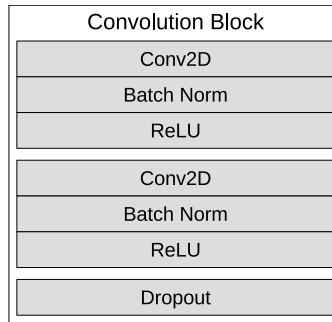 Convolution Block
Conv2D
Batch Norm
ReLU
Conv2D
Batch Norm
ReLU
Dropout